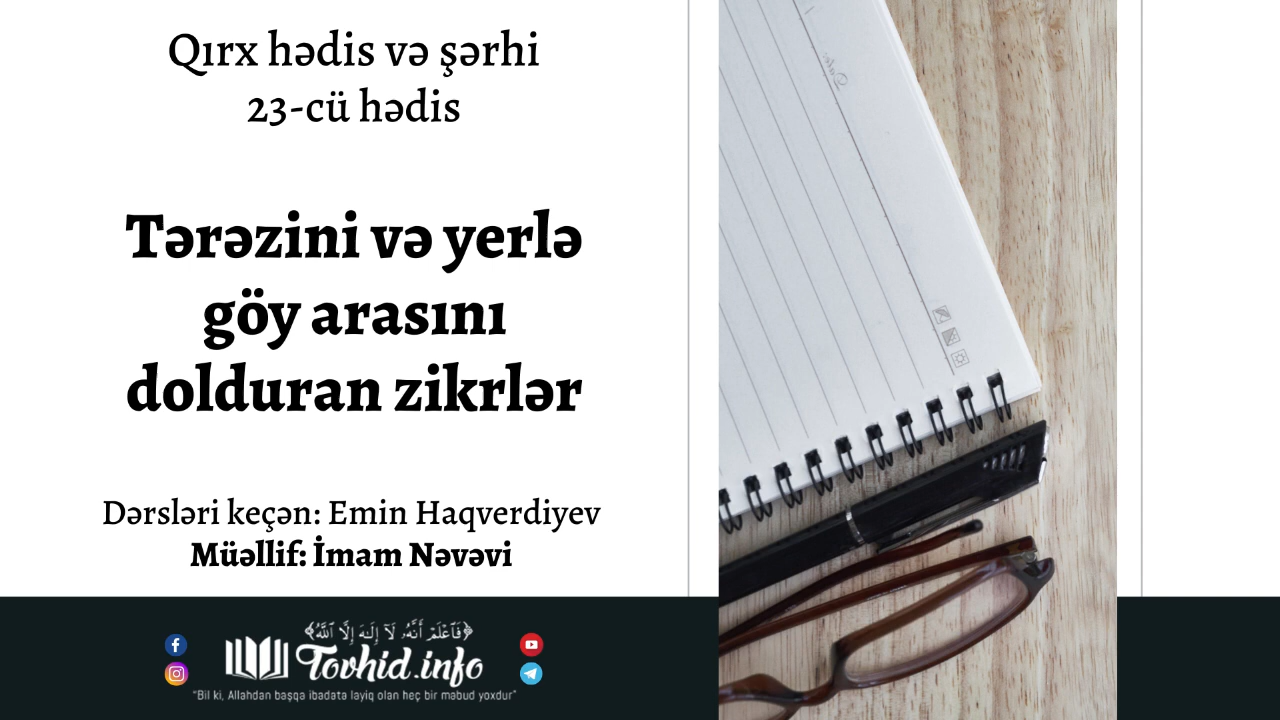 Qırx hədis və şərhi
23-cü hədis
Tərəzini və yerlə
göy arasını
dolduran zikrlər
Dərsləri keçən: Emin Haqverdiyev
Müəllif: İmam Nəvəvi
﴿فَٱعْلَمْ أَنَّهُۥ لَآ إِلَـٰهَ إِلَّا ٱللَّهُ﴾
Tovhid.info
"Bil ki, Allahdan başqa ibadətə layiq olan heç bir məbud yoxdur"